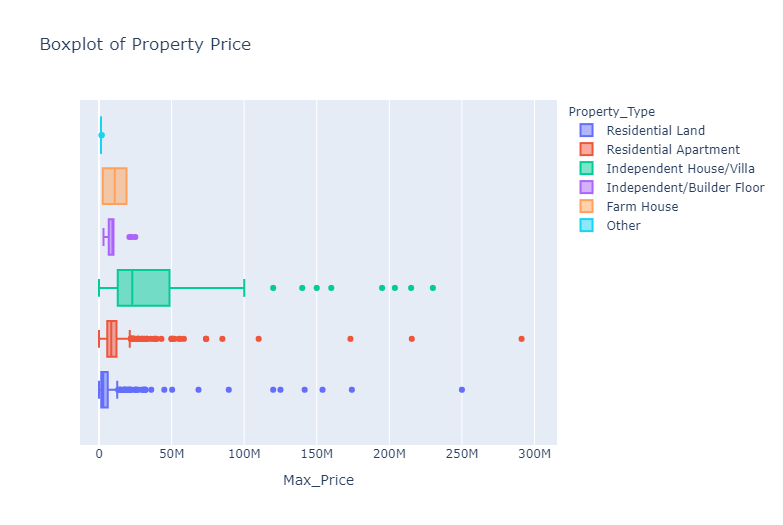 Boxplot of Property Price
Property_Type
Residential Land
Residential Apartment
Independent House/Villa
Independent/Builder Floor
Farm House
Other
0 50M 100M 150M 200M 250M 300M
Max_Price